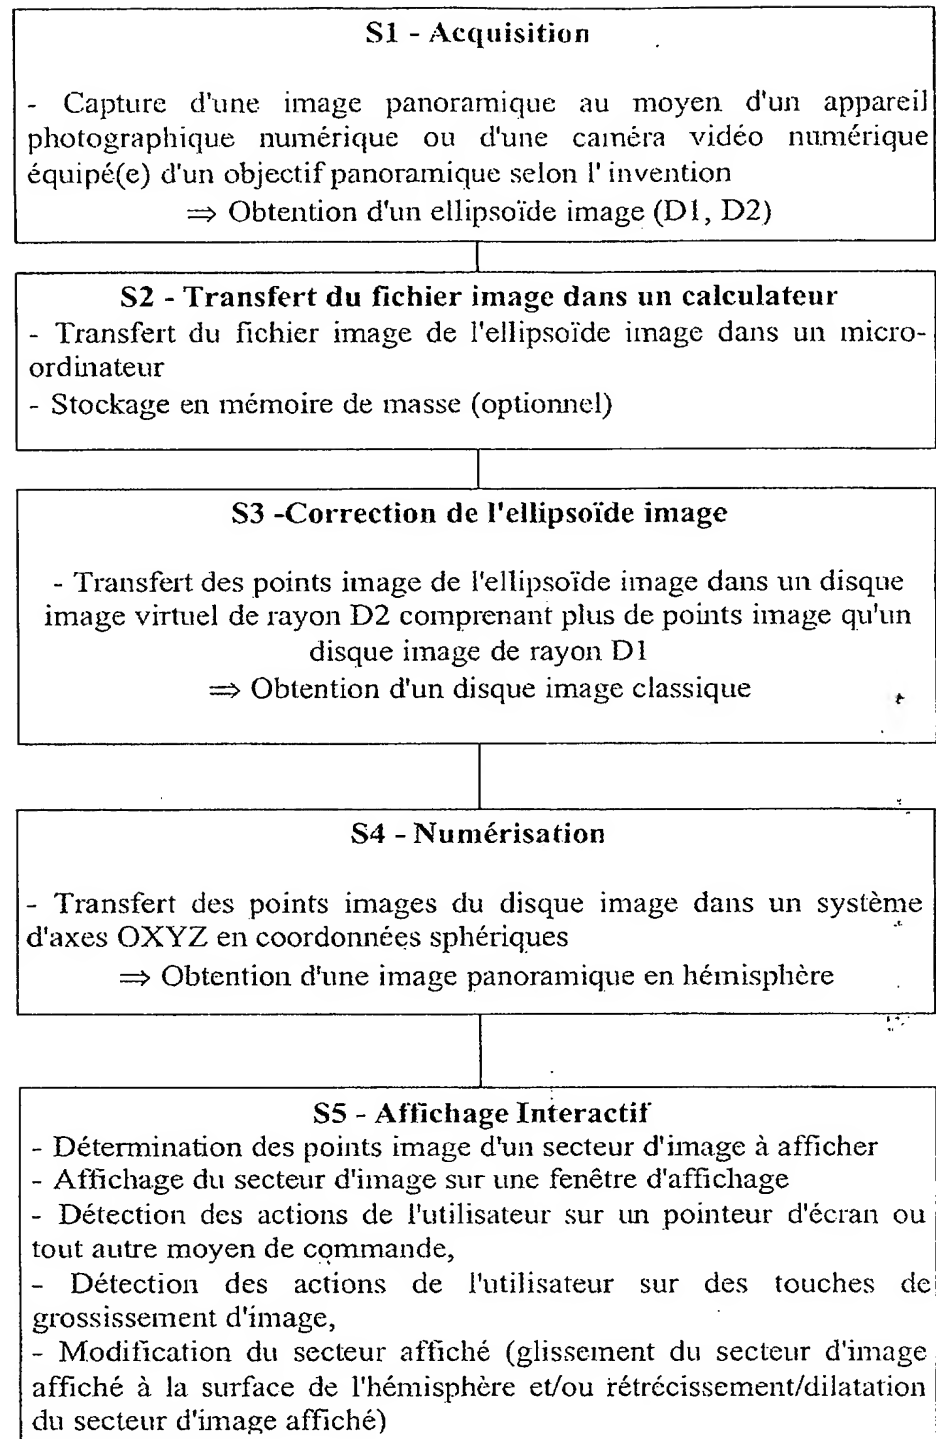 S1 - Acquisition
- Capture d'une image panoramique au moyen d'un appareil
photographique numérique ou d'une caméra vidéo numérique
équipé(e) d'un objectif panoramique selon l' invention
⇒ Obtention d'un ellipsoïde image (D1, D2)
S2 - Transfert du fichier image dans un calculateur
- Transfert du fichier image de l'ellipsoïde image dans un micro-
ordinateur
- Stockage en mémoire de masse (optionnel)
S3 -Correction de l'ellipsoïde image
- Transfert des points image de l'ellipsoïde image dans un disque
image virtuel de rayon D2 comprenant plus de points image qu'un
disque image de rayon D1
⇒ Obtention d'un disque image classique
S4 - Numérisation
- Transfert des points images du disque image dans un système
d'axes OXYZ en coordonnées sphériques
⇒ Obtention d'une image panoramique en hémisphère
S5 - Affichage Interactif
- Détermination des points image d'un secteur d'image à afficher
- Affichage du secteur d'image sur une fenêtre d'affichage
- Détection des actions de l'utilisateur sur un pointeur d'écran ou
tout autre moyen de commande,
- Détection des actions de l'utilisateur sur des touches de
grossissement d'image,
- Modification du secteur affiché (glissement du secteur d'image
affiché à la surface de l'hémisphère et/ou rétrécissement/dilatation
du secteur d'image affiché)